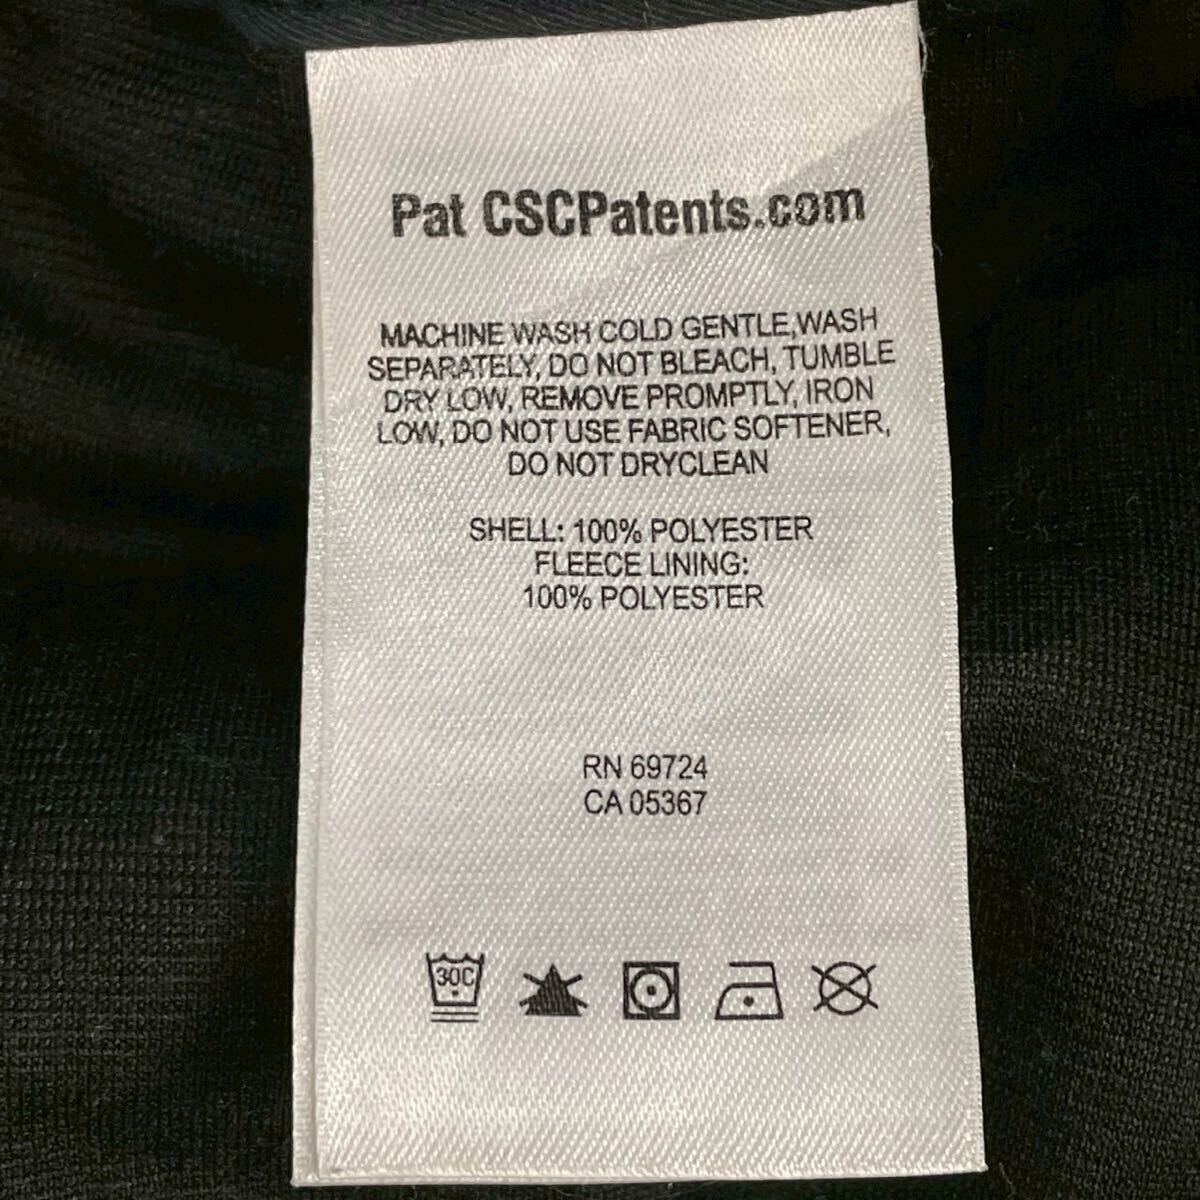 Pat CSCPatents.com
MACHINE WASH COLD GENTLE,WASH
SEPARATELY, DO NOT BLEACH, TUMBLE
DRY LOW, REMOVE PROMPTLY, IRON
LOW, DO NOT USE FABRIC SOFTENER,
DO NOT DRYCLEAN
SHELL: 100% POLYESTER
FLEECE LINING:
100% POLYESTER
RN 69724
CA 05367
30C